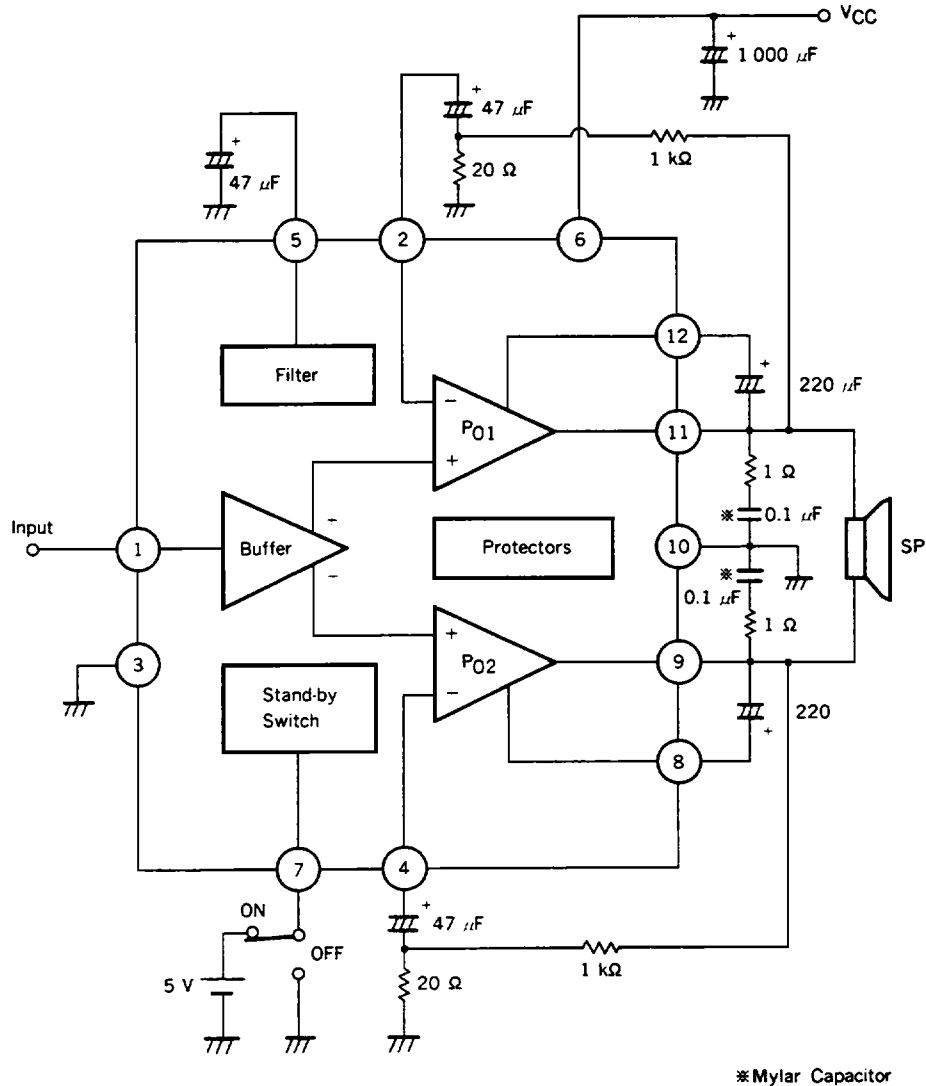 VCC
+
1 000 μF
+
47 μF
+
47 μF
20 Ω
1 kΩ
5
2
6
12
+
220 μF
Filter
−
PO1
+
11
1 Ω
※
0.1 μF
Input
1
Buffer
−
−
Protectors
10
※
0.1 μF
SP
3
+
PO2
−
9
1 Ω
Stand-by
Switch
220
+
8
7
4
ON
OFF
+
47 μF
1 kΩ
5 V
20 Ω
※Mylar Capacitor